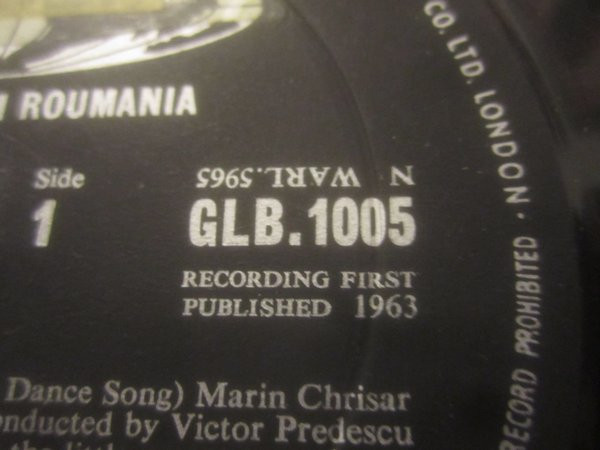 ROUMANIA
Side
1
N WARL.5965
GLB.1005
RECORDING FIRST
PUBLISHED 1963
Dance Song) Marin Chrisar
nducted by Victor Predescu
the
CO. LTD. LONDON
RECORD PROHIBITED · N